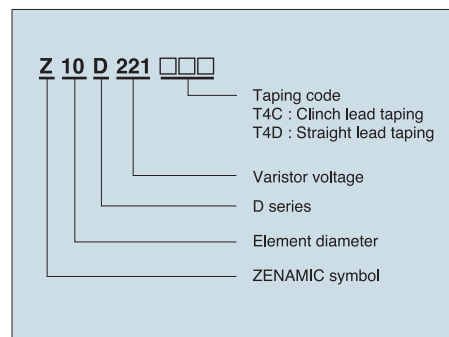 Z 10 D 221 □□□
Taping code
T4C : Clinch lead taping
T4D : Straight lead taping
Varistor voltage
D series
Element diameter
ZENAMIC symbol